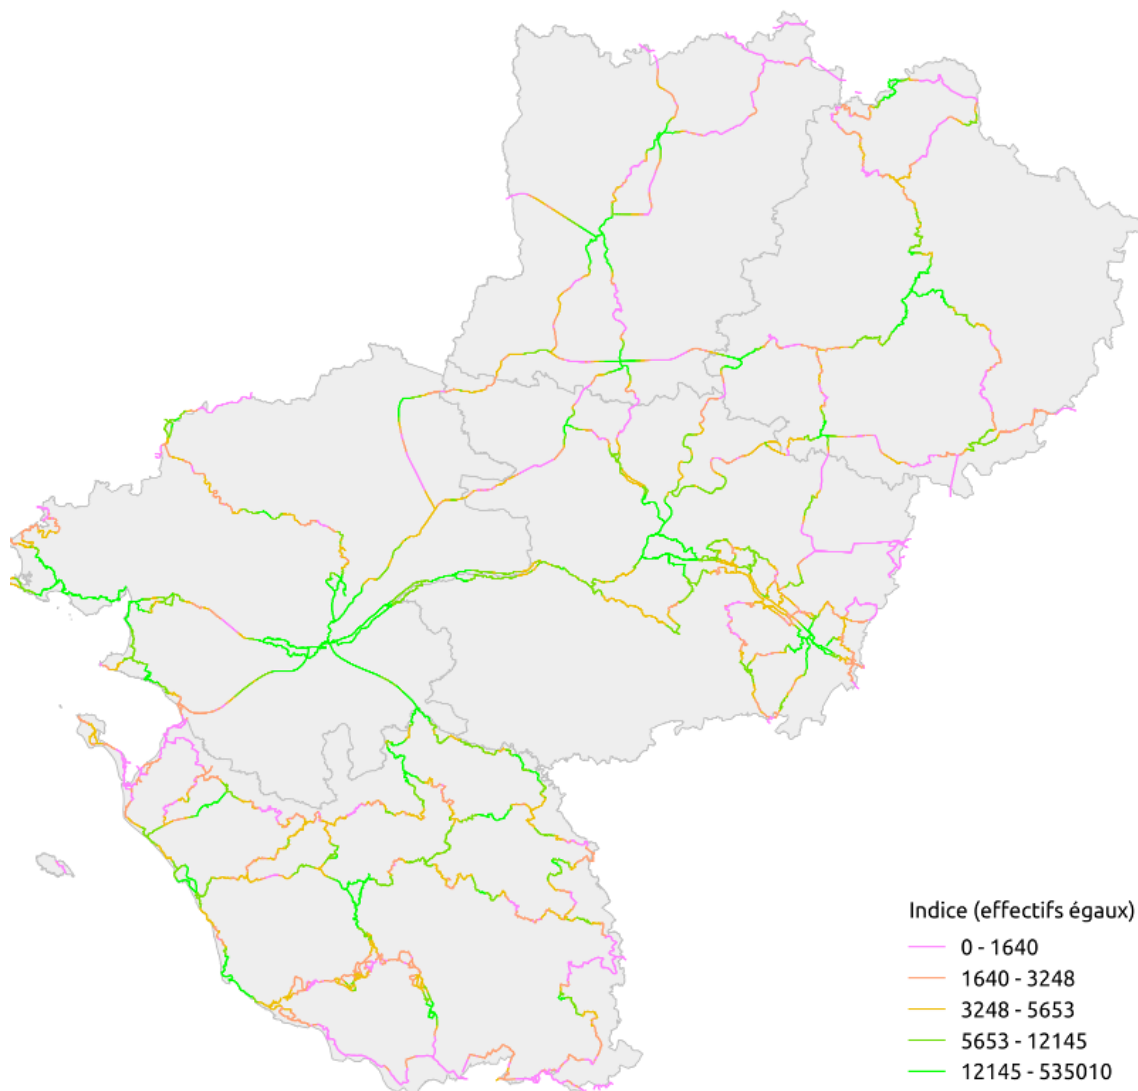 Indice (effectifs égaux)
0 - 1640
1640 - 3248
3248 - 5653
5653 - 12145
12145 - 535010